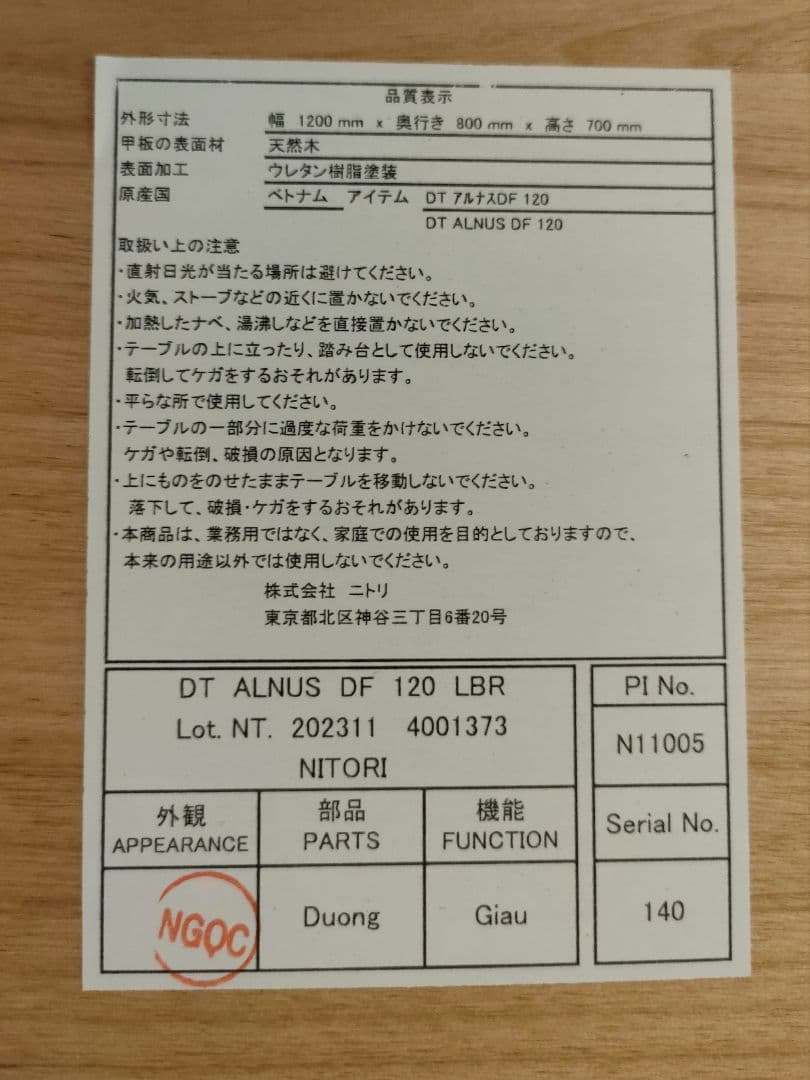 品質表示
外形寸法 幅 1200 mm x 奥行き 800 mm x 高さ 700 mm
甲板の表面材 天然木
表面加工 ウレタン樹脂塗装
原産国 ベトナム アイテム DT アルナスDF 120
DT ALNUS DF 120
取扱い上の注意
・直射日光が当たる場所は避けてください。
・火気、ストーブなどの近くに置かないでください。
・加熱したナベ、湯沸しなどを直接置かないでください。
・テーブルの上に立ったり、踏み台として使用しないでください。
転倒してケガをするおそれがあります。
・平らな所で使用してください。
・テーブルの一部分に過度な荷重をかけないでください。
ケガや転倒、破損の原因となります。
・上にものをのせたままテーブルを移動しないでください。
落下して、破損・ケガをするおそれがあります。
・本商品は、業務用ではなく、家庭での使用を目的としておりますので、
本来の用途以外では使用しないでください。
株式会社 ニトリ
東京都北区神谷三丁目6番20号
DT ALNUS DF 120 LBR
Lot. NT. 202311 4001373
NITORI
外観 部品 機能
APPEARANCE PARTS FUNCTION
NGOC Duong Giau
PI No.
N11005
Serial No.
140